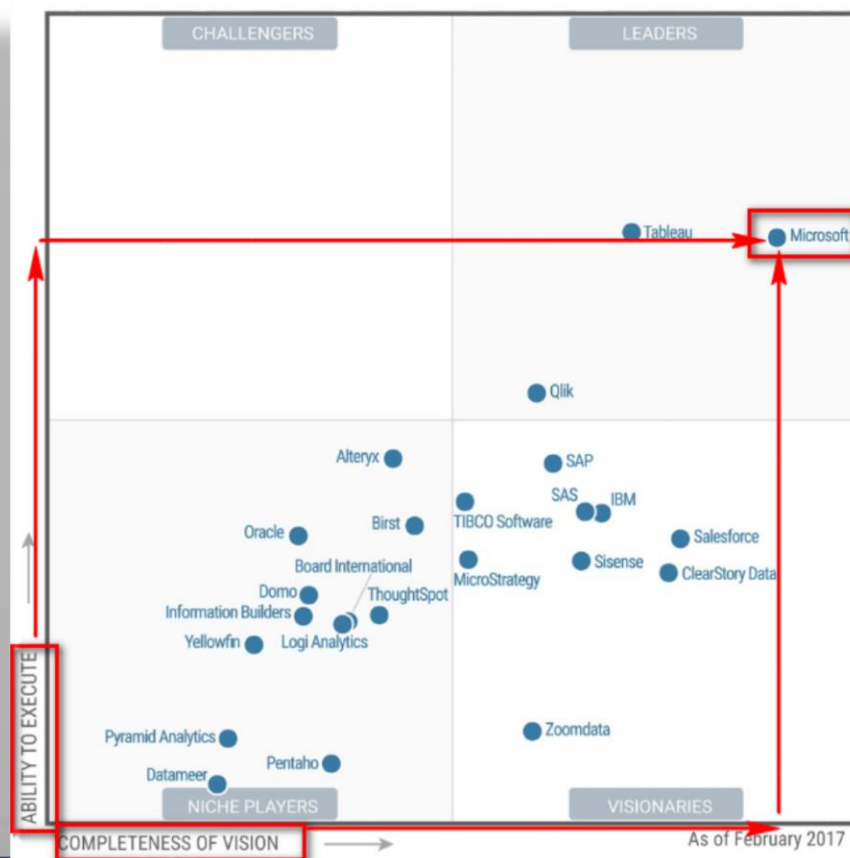 CHALLENGERS
LEADERS
Tableau
Microsoft
Qlik
Alteryx
SAP
SAS
IBM
TIBCO Software
Birst
Oracle
Salesforce
Board International
MicroStrategy
Sisense
ClearStory Data
Domo
ThoughtSpot
Information Builders
Yellowfin
Logi Analytics
Pyramid Analytics
Zoomdata
Pentaho
Datameer
NICHE PLAYERS
VISIONARIES
ABILITY TO EXECUTE
COMPLETENESS OF VISION
As of February 2017